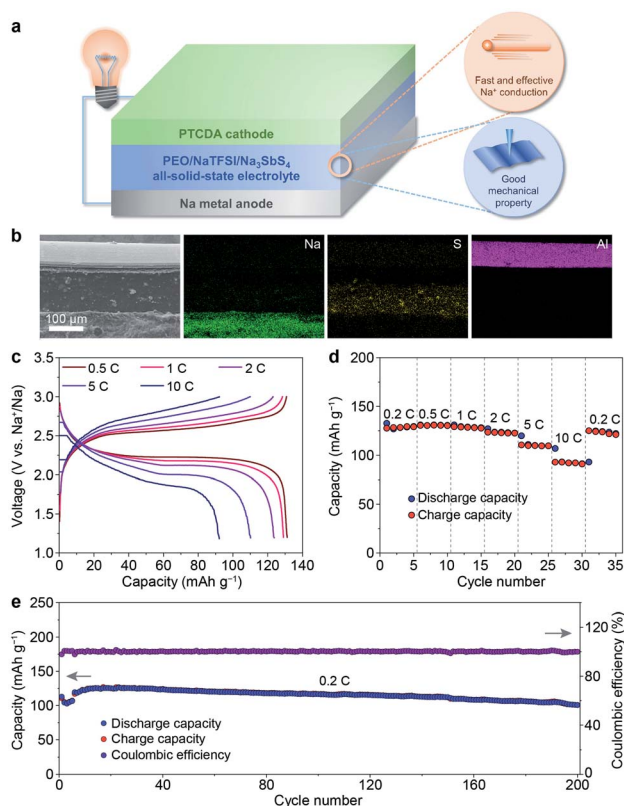 a
Fast and effective
Na⁺ conduction
PTCDA cathode
PEO/NaTFSI/Na₃SbS₄
all-solid-state electrolyte
Na metal anode
Good
mechanical
property
b
100 µm
Na
S
Al
c
0.5 C
1 C
2 C
5 C
10 C
3.5
3.0
2.5
2.0
1.5
1.0
Voltage (V vs. Na⁺/Na)
0
20
40
60
80
100
120
140
Capacity (mAh g⁻¹)
d
200
150
100
50
0
Capacity (mAh g⁻¹)
0.2 C
0.5 C
1 C
2 C
5 C
10 C
0.2 C
Discharge capacity
Charge capacity
0
5
10
15
20
25
30
35
Cycle number
e
250
200
150
100
50
0
Capacity (mAh g⁻¹)
0.2 C
Discharge capacity
Charge capacity
Coulombic efficiency
120
80
40
0
Coulombic efficiency (%)
0
40
80
120
160
200
Cycle number